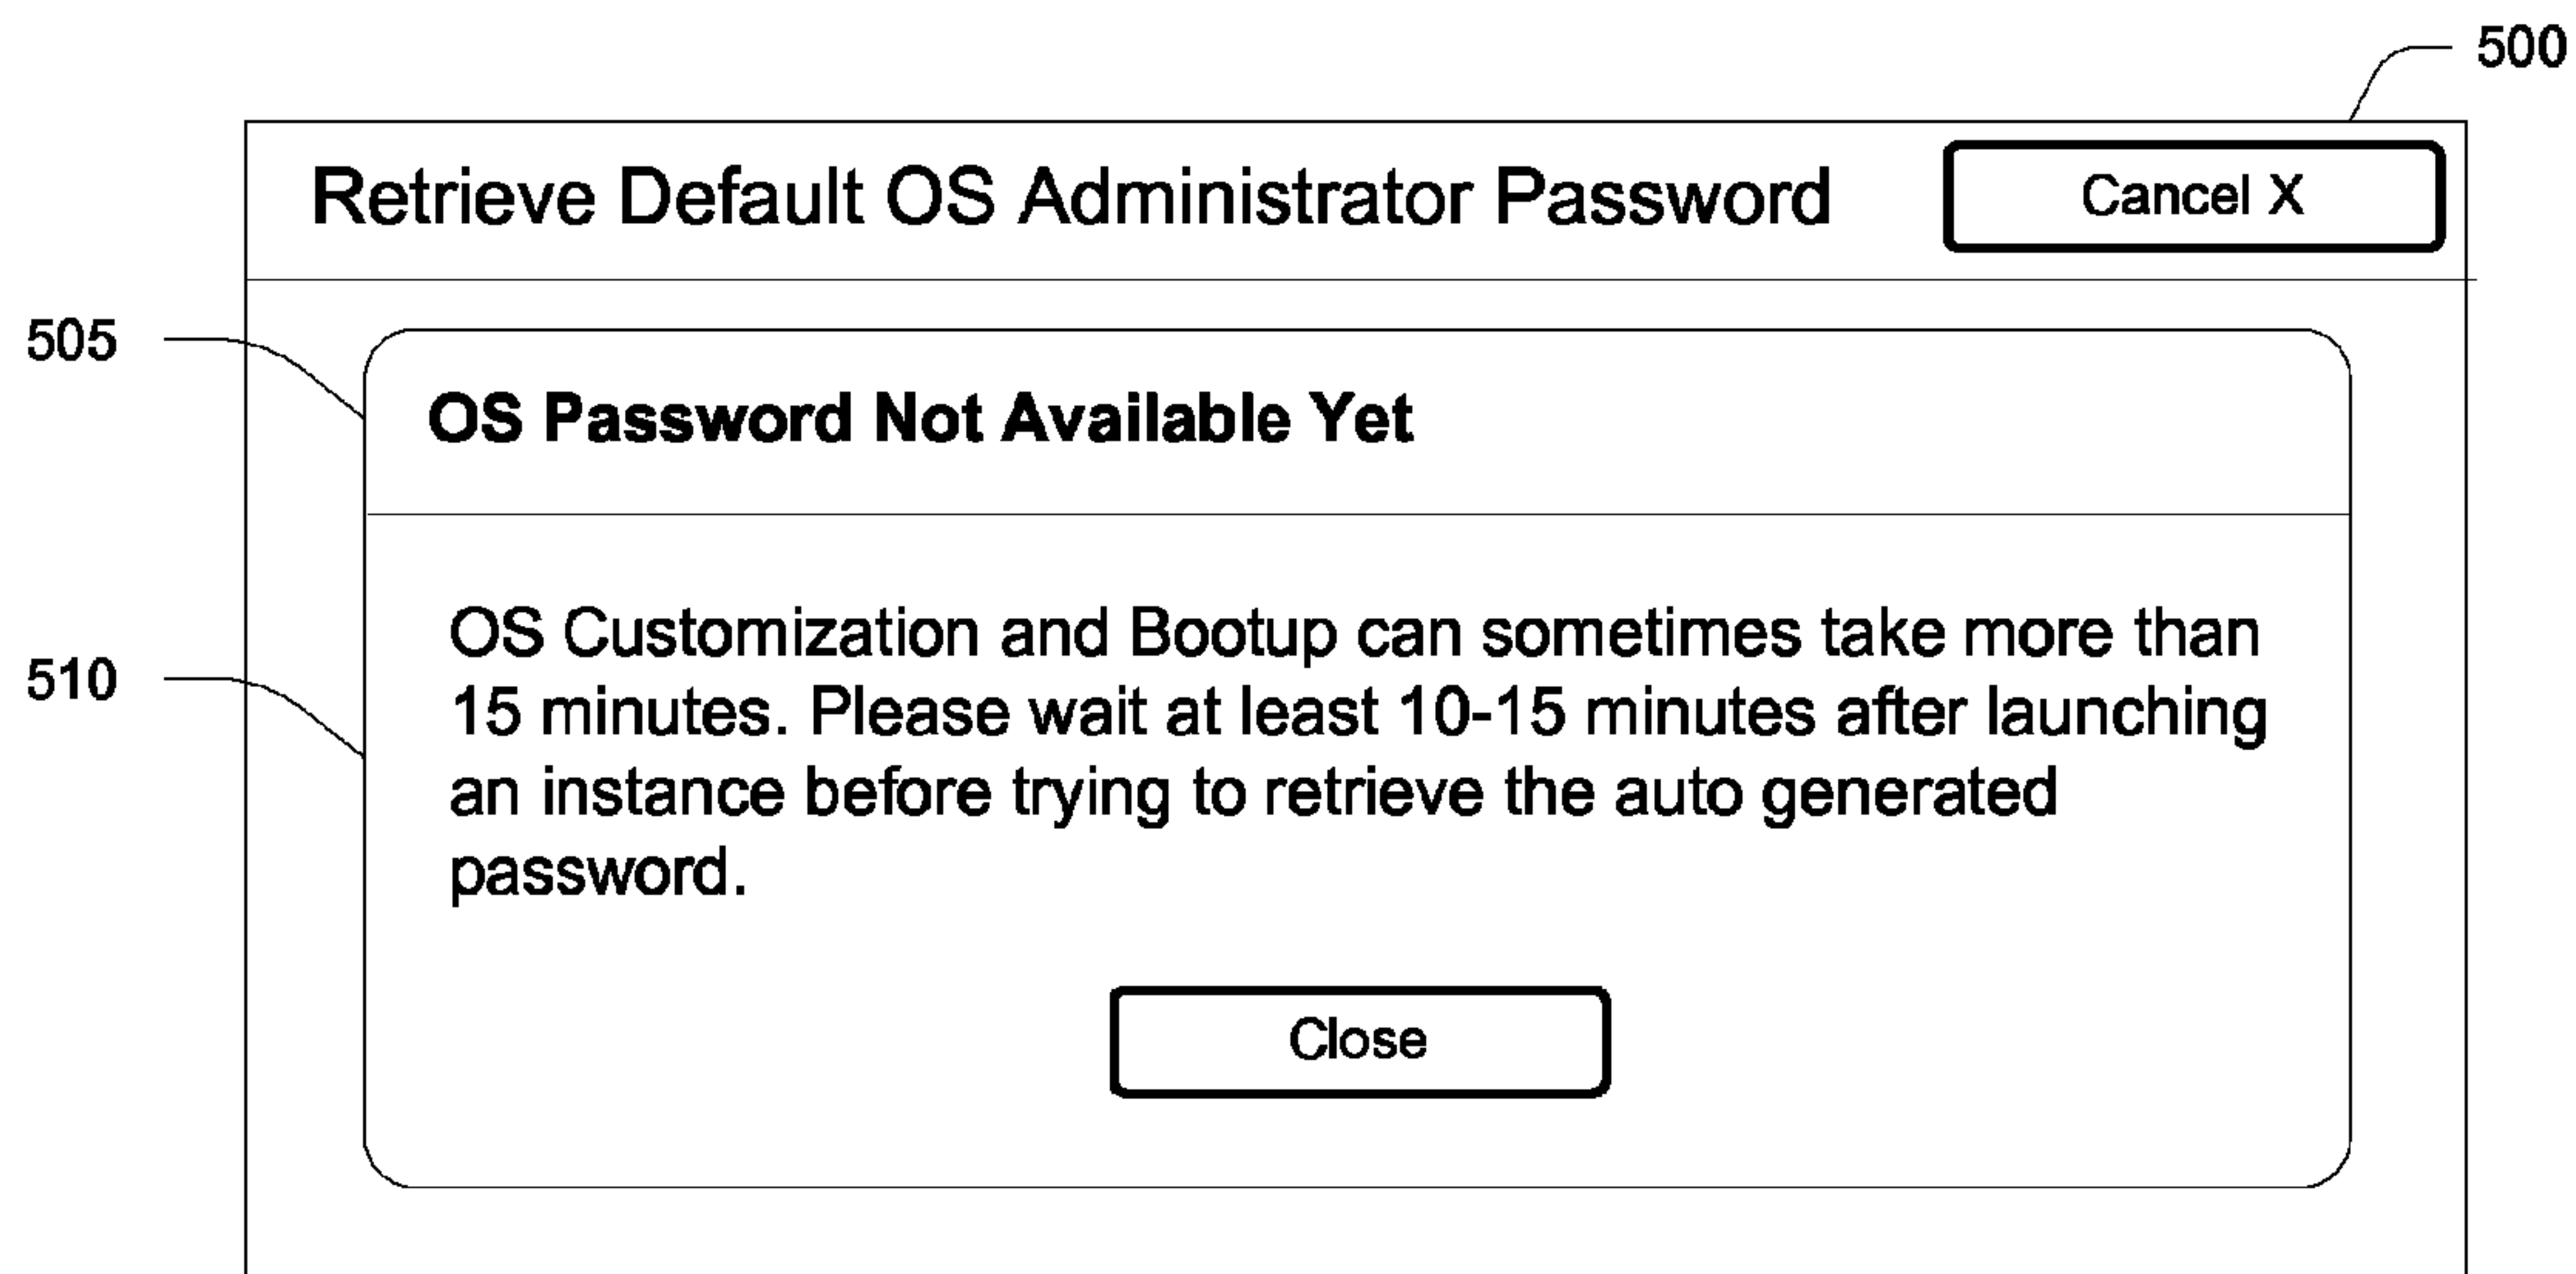 500
Retrieve Default OS Administrator Password
Cancel X
505
OS Password Not Available Yet
510
OS Customization and Bootup can sometimes take more than
15 minutes. Please wait at least 10-15 minutes after launching
an instance before trying to retrieve the auto generated
password.
Close